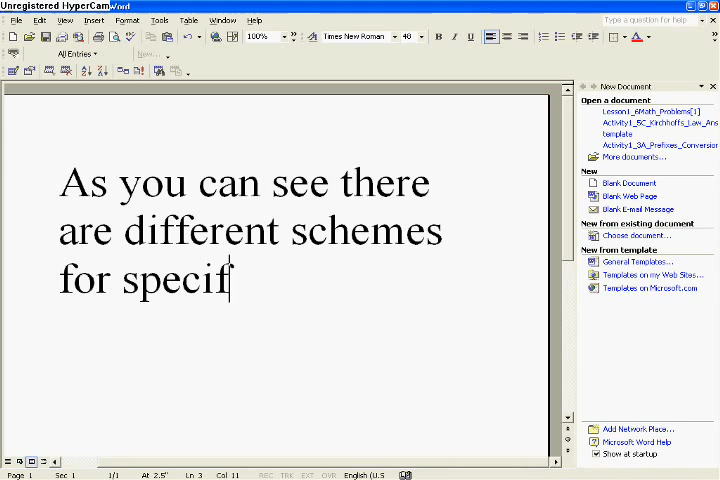 Unregistered HyperCam Word
File Edit View Insert Format Tools Table Window Help
Type a question for help
100% Times New Roman 48 B I U A
All Entries New...
New Document
Open a document
Lesson1_6Math_Problems[1]
Activity1_5C_Kirchhoffs_Law_Ans
template
Activity1_3A_Prefixes_Conversion
More documents...
New
Blank Document
Blank Web Page
Blank E-mail Message
New from existing document
Choose document...
New from template
General Templates...
Templates on my Web Sites...
Templates on Microsoft.com
As you can see there
are different schemes
for specif
Add Network Place...
Microsoft Word Help
Show at startup
Page 1 Sec 1 1/1 At 2.5" Ln 3 Col 11 REC TRK EXT OVR English (U.S